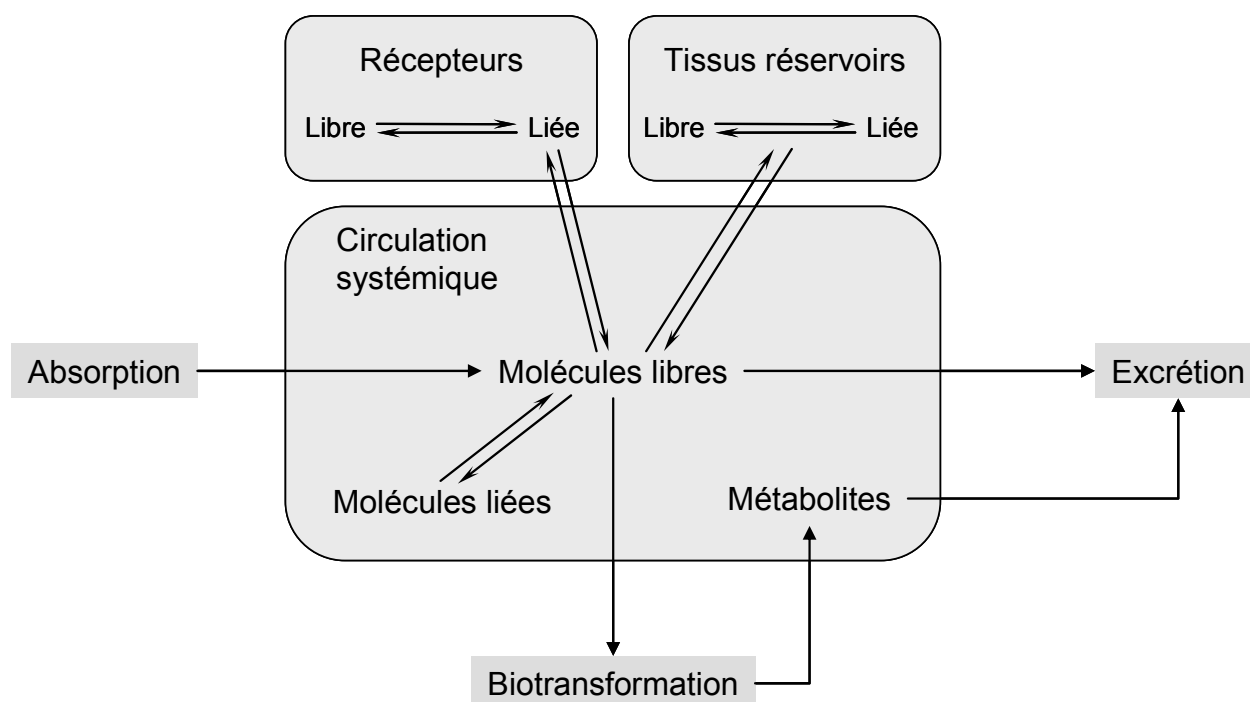 Récepteurs
Libre
Liée
Tissus réservoirs
Libre
Liée
Circulation
systémique
Absorption
Molécules libres
Excrétion
Molécules liées
Métabolites
Biotransformation